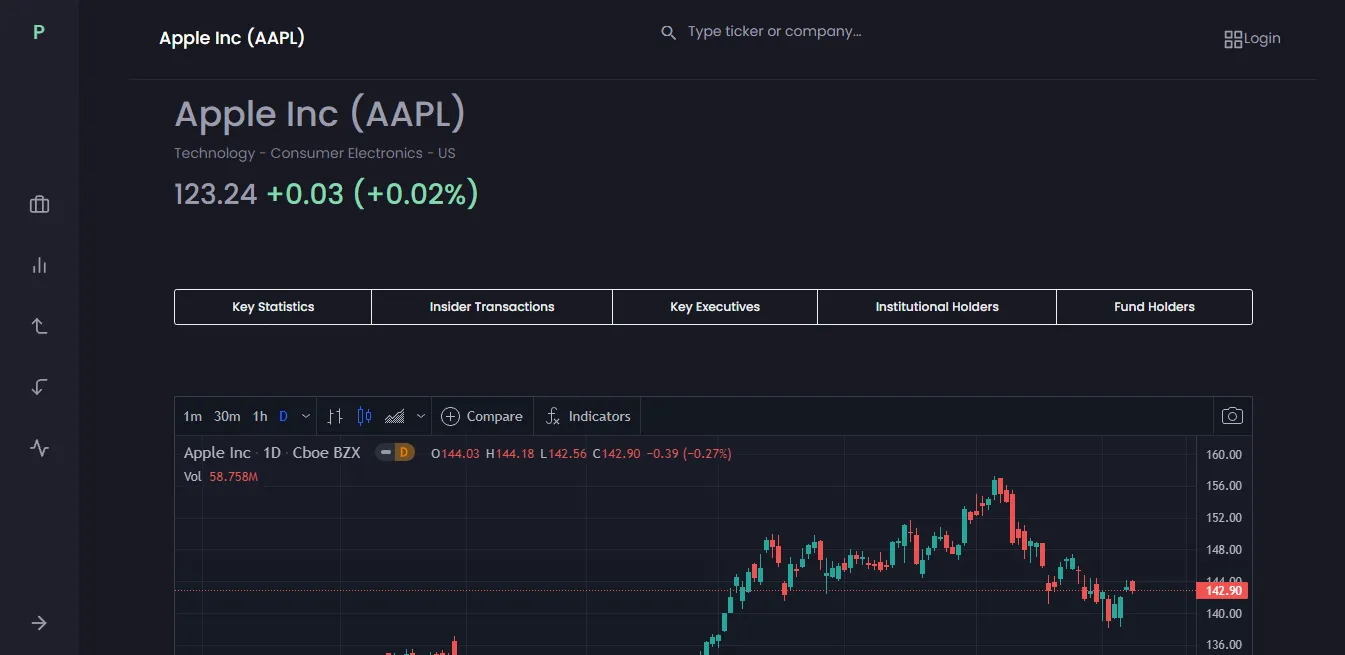 P
Apple Inc (AAPL)
Type ticker or company...
Login
Apple Inc (AAPL)
Technology - Consumer Electronics - US
123.24 +0.03 (+0.02%)
Key Statistics Insider Transactions Key Executives Institutional Holders Fund Holders
1m 30m 1h D Compare Indicators
Apple Inc · 1D · Cboe BZX D O144.03 H144.18 L142.56 C142.90 −0.39 (−0.27%)
Vol 58.758M
160.00
156.00
152.00
148.00
144.00
142.90
140.00
136.00